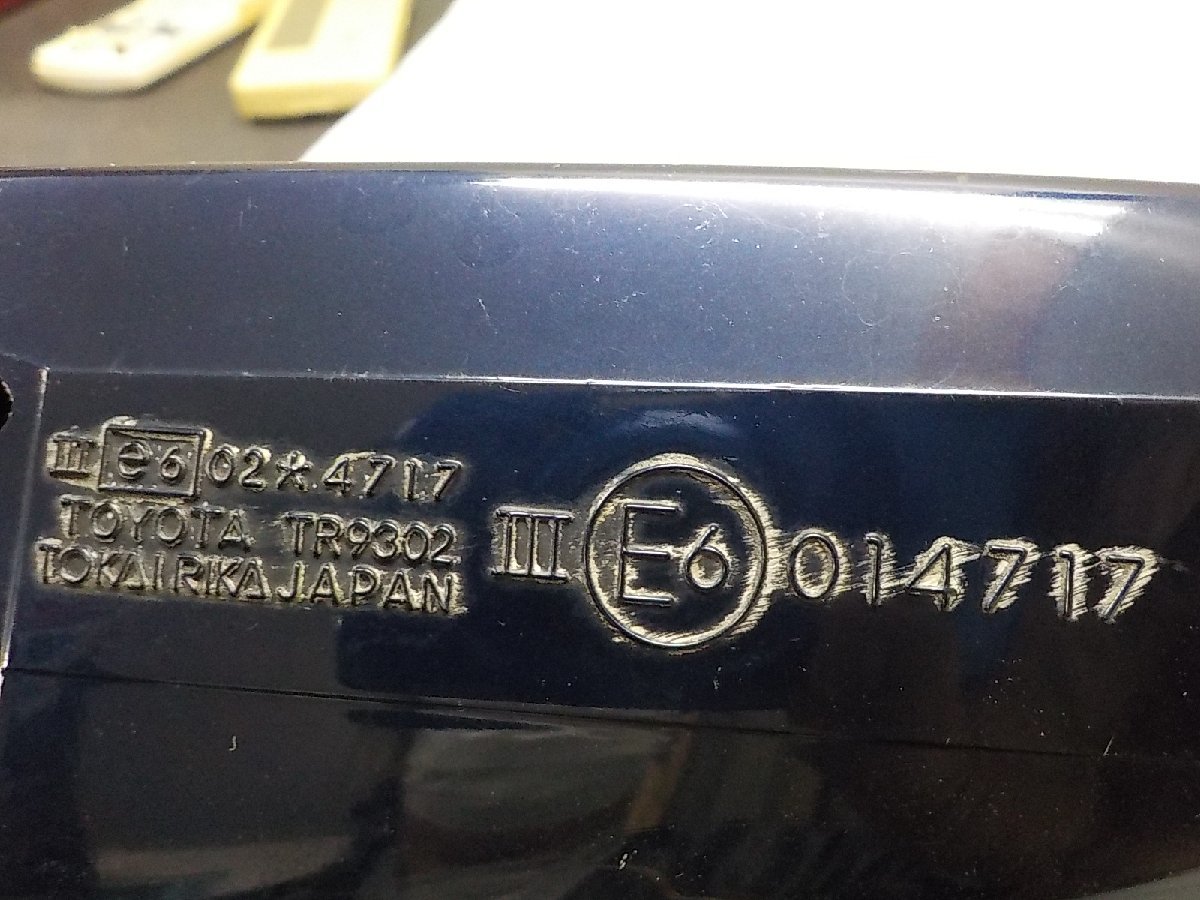 III e6 02*4717
TOYOTA TR9302
TOKAI RIKA JAPAN
III E6 014717